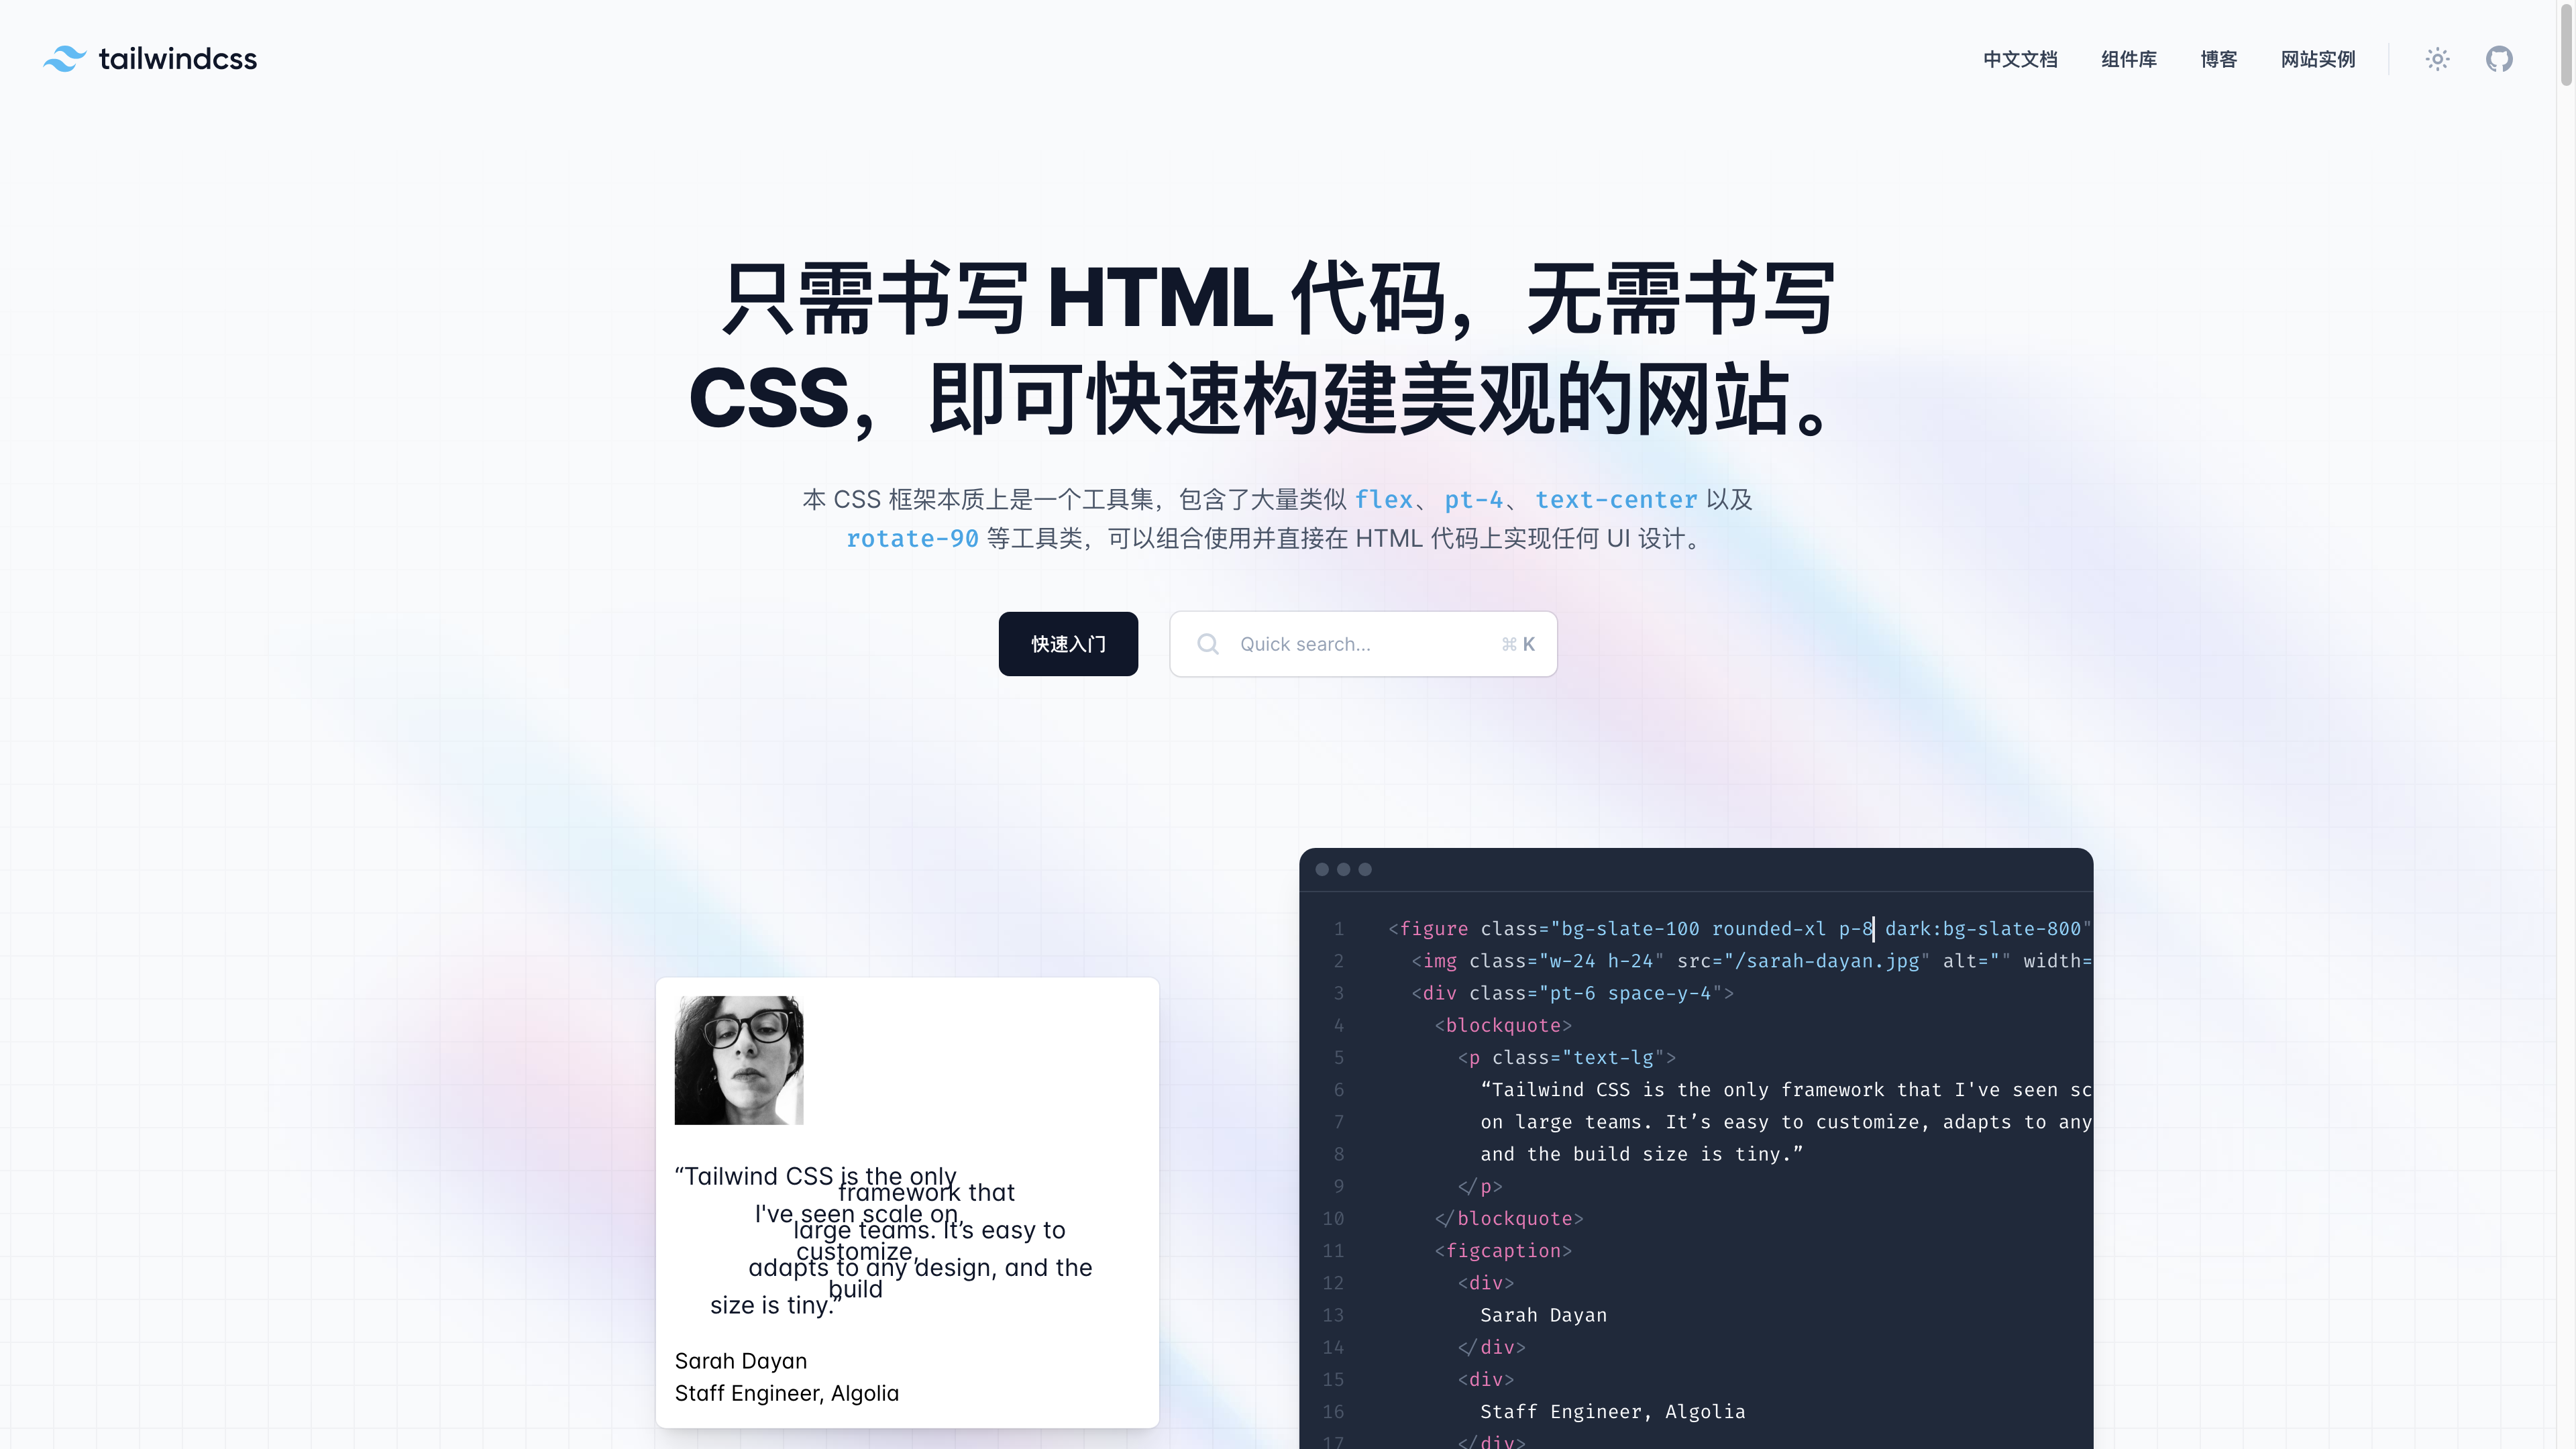 tailwindcss
中文文档 组件库 博客 网站实例
只需书写 HTML 代码，无需书写
CSS，即可快速构建美观的网站。
本 CSS 框架本质上是一个工具集，包含了大量类似 flex、 pt-4、 text-center 以及
rotate-90 等工具类，可以组合使用并直接在 HTML 代码上实现任何 UI 设计。
快速入门
Quick search... ⌘ K
“Tailwind CSS is the only
framework that
I've seen scale on,
large teams. It’s easy to
customize,
adapts to any design, and the
build
size is tiny.”
Sarah Dayan
Staff Engineer, Algolia
1 <figure class="bg-slate-100 rounded-xl p-8 dark:bg-slate-800"
2 <img class="w-24 h-24" src="/sarah-dayan.jpg" alt="" width=
3 <div class="pt-6 space-y-4">
4 <blockquote>
5 <p class="text-lg">
6 “Tailwind CSS is the only framework that I've seen sc
7 on large teams. It’s easy to customize, adapts to any
8 and the build size is tiny.”
9 </p>
10 </blockquote>
11 <figcaption>
12 <div>
13 Sarah Dayan
14 </div>
15 <div>
16 Staff Engineer, Algolia
17 </div>